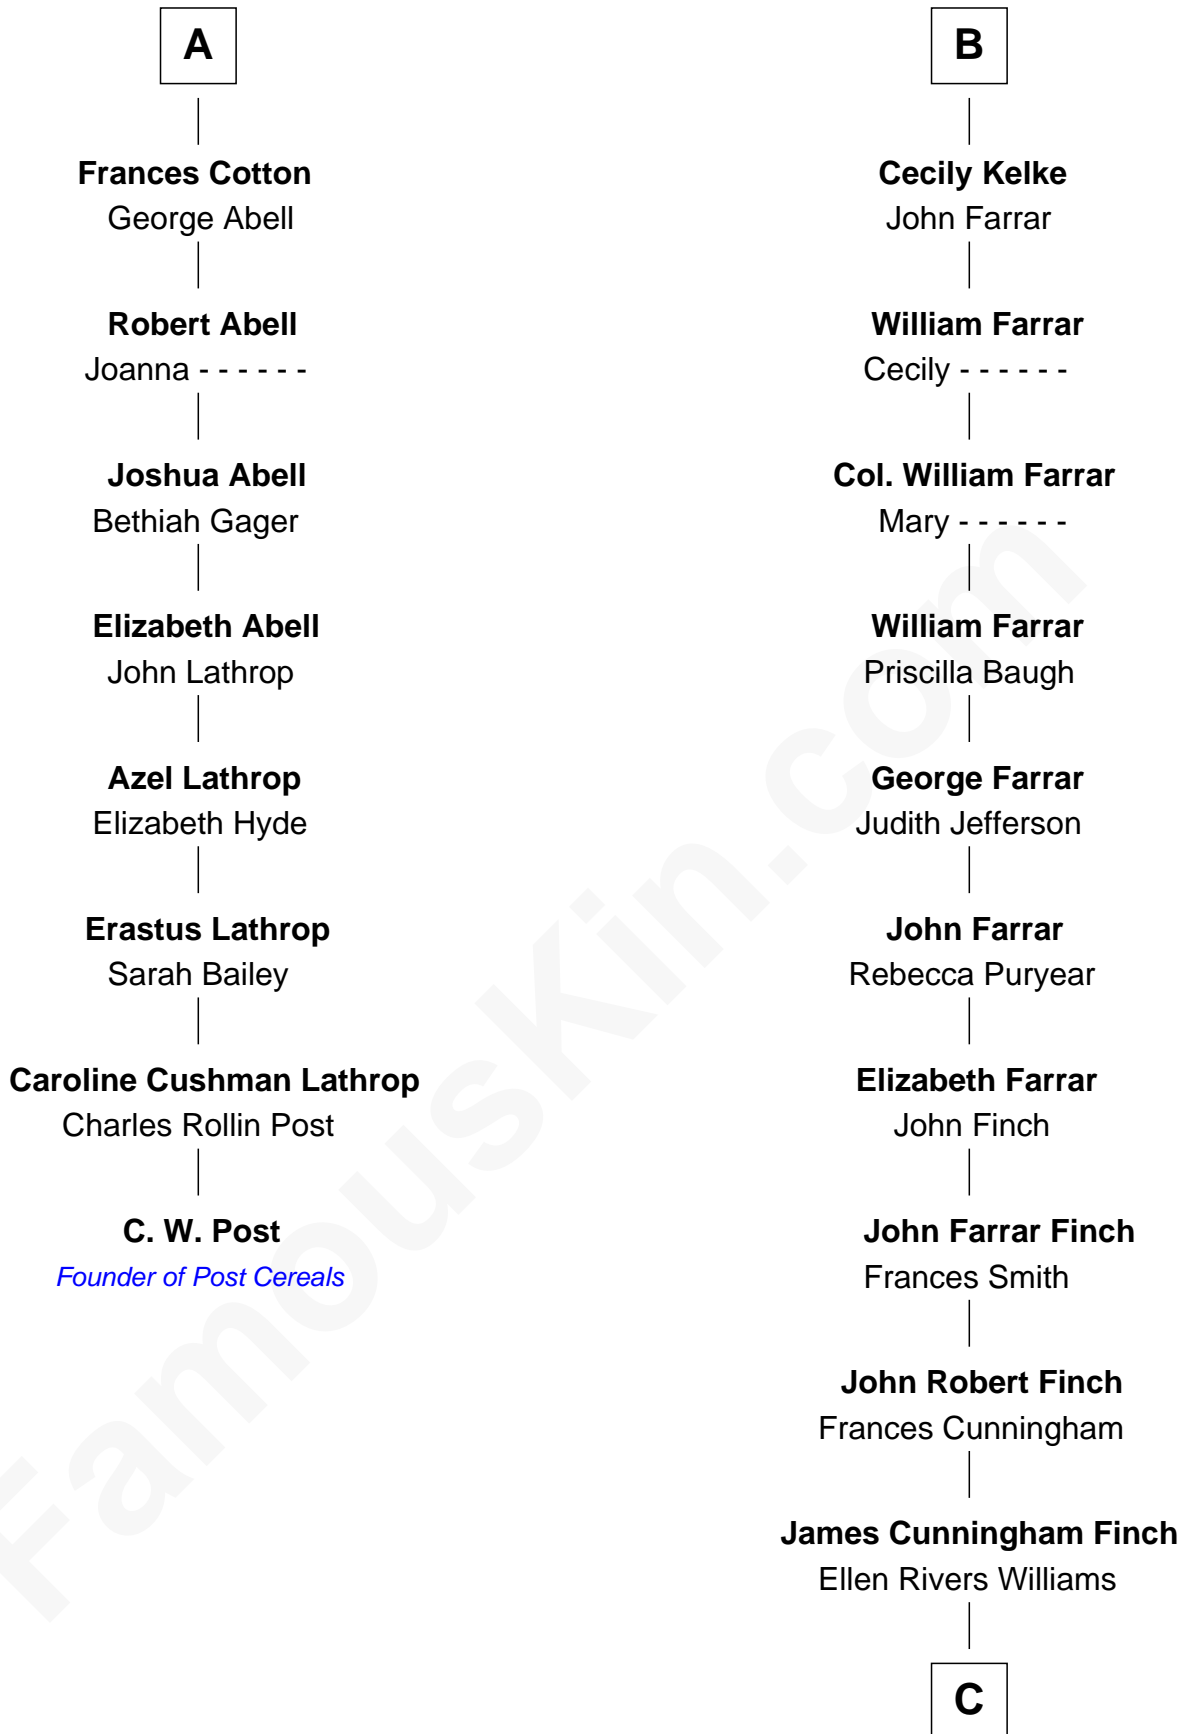 A
Frances Cotton
George Abell
Robert Abell
Joanna - - - - - -
Joshua Abell
Bethiah Gager
Elizabeth Abell
John Lathrop
Azel Lathrop
Elizabeth Hyde
Erastus Lathrop
Sarah Bailey
Caroline Cushman Lathrop
Charles Rollin Post
C. W. Post
Founder of Post Cereals
B
Cecily Kelke
John Farrar
William Farrar
Cecily - - - - - -
Col. William Farrar
Mary - - - - - -
William Farrar
Priscilla Baugh
George Farrar
Judith Jefferson
John Farrar
Rebecca Puryear
Elizabeth Farrar
John Finch
John Farrar Finch
Frances Smith
John Robert Finch
Frances Cunningham
James Cunningham Finch
Ellen Rivers Williams
C
FamousKin.com